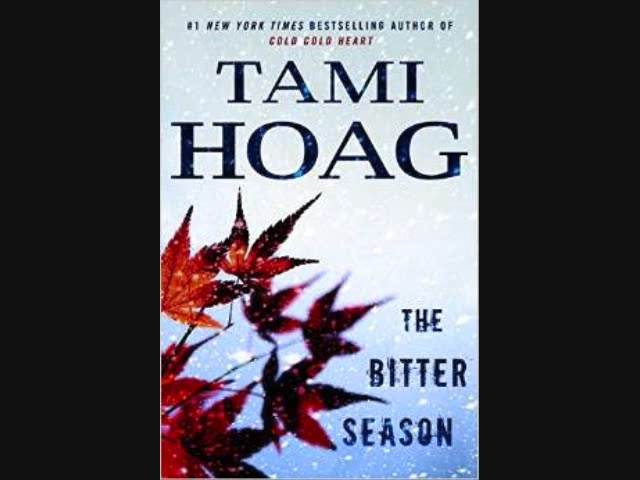 #1 NEW YORK TIMES BESTSELLING AUTHOR OF
COLD COLD HEART
TAMI
HOAG
THE
BITTER
SEASON